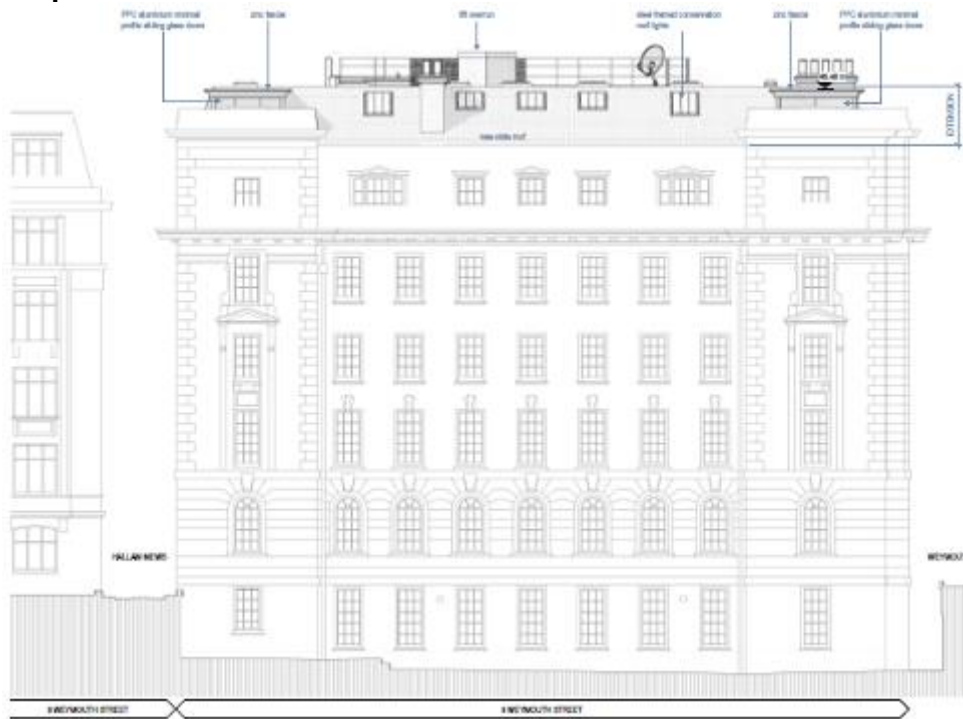 PPC aluminium minimal
profile sliding glass doors
zinc fascia
lift overrun
steel framed conservation
roof lights
zinc fascia
PPC aluminium minimal
profile sliding glass doors
new slate roof
HALLAM MEWS
WEYMOUTH STREET
WEYMOUTH STREET